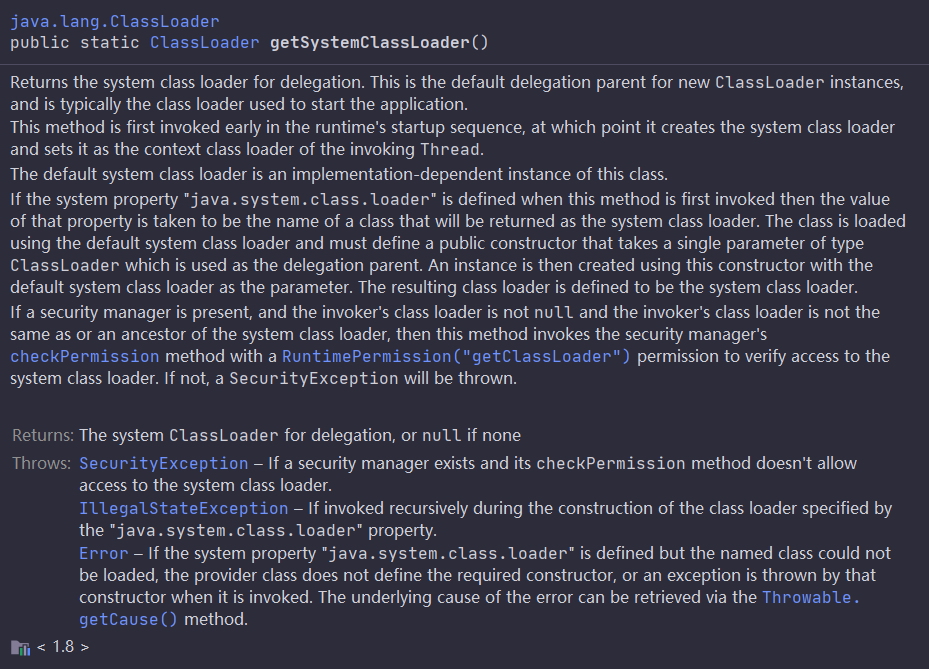 java.lang.ClassLoader
public static ClassLoader getSystemClassLoader()
Returns the system class loader for delegation. This is the default delegation parent for new ClassLoader instances,
and is typically the class loader used to start the application.
This method is first invoked early in the runtime's startup sequence, at which point it creates the system class loader
and sets it as the context class loader of the invoking Thread.
The default system class loader is an implementation-dependent instance of this class.
If the system property "java.system.class.loader" is defined when this method is first invoked then the value
of that property is taken to be the name of a class that will be returned as the system class loader. The class is loaded
using the default system class loader and must define a public constructor that takes a single parameter of type
ClassLoader which is used as the delegation parent. An instance is then created using this constructor with the
default system class loader as the parameter. The resulting class loader is defined to be the system class loader.
If a security manager is present, and the invoker's class loader is not null and the invoker's class loader is not the
same as or an ancestor of the system class loader, then this method invokes the security manager's
checkPermission method with a RuntimePermission("getClassLoader") permission to verify access to the
system class loader. If not, a SecurityException will be thrown.
Returns: The system ClassLoader for delegation, or null if none
Throws: SecurityException – If a security manager exists and its checkPermission method doesn't allow
access to the system class loader.
IllegalStateException – If invoked recursively during the construction of the class loader specified by
the "java.system.class.loader" property.
Error – If the system property "java.system.class.loader" is defined but the named class could not
be loaded, the provider class does not define the required constructor, or an exception is thrown by that
constructor when it is invoked. The underlying cause of the error can be retrieved via the Throwable.
getCause() method.
< 1.8 >